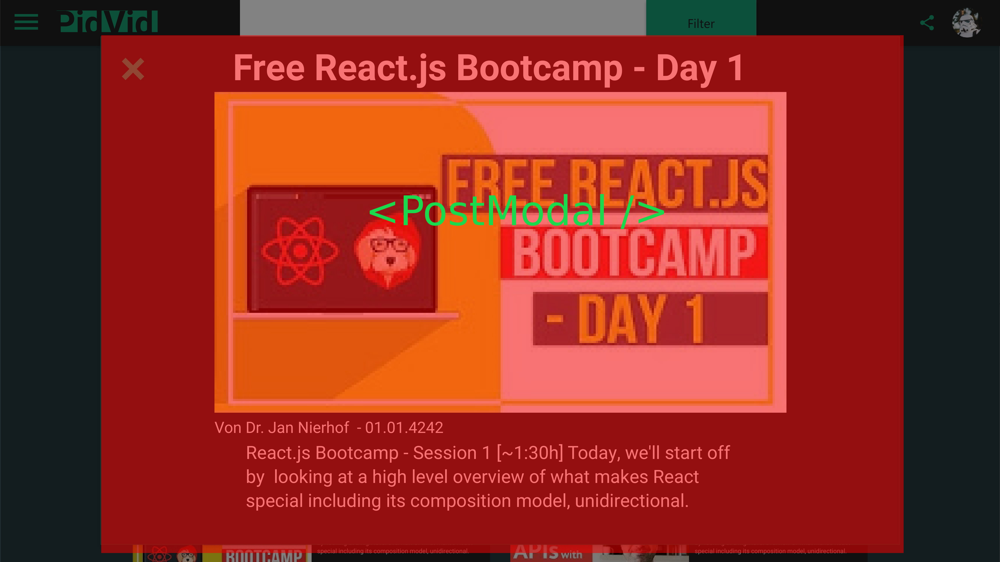 PidVid
Filter
Free React.js Bootcamp - Day 1
FREE REACT.JS
<PostModal />
BOOTCAMP
- DAY 1
Von Dr. Jan Nierhof - 01.01.4242
React.js Bootcamp - Session 1 [~1:30h] Today, we'll start off
by looking at a high level overview of what makes React
special including its composition model, unidirectional.
BOOTCAMP
special including its composition model, unidirectional.
APIs with
special including its composition model, unidirectional.